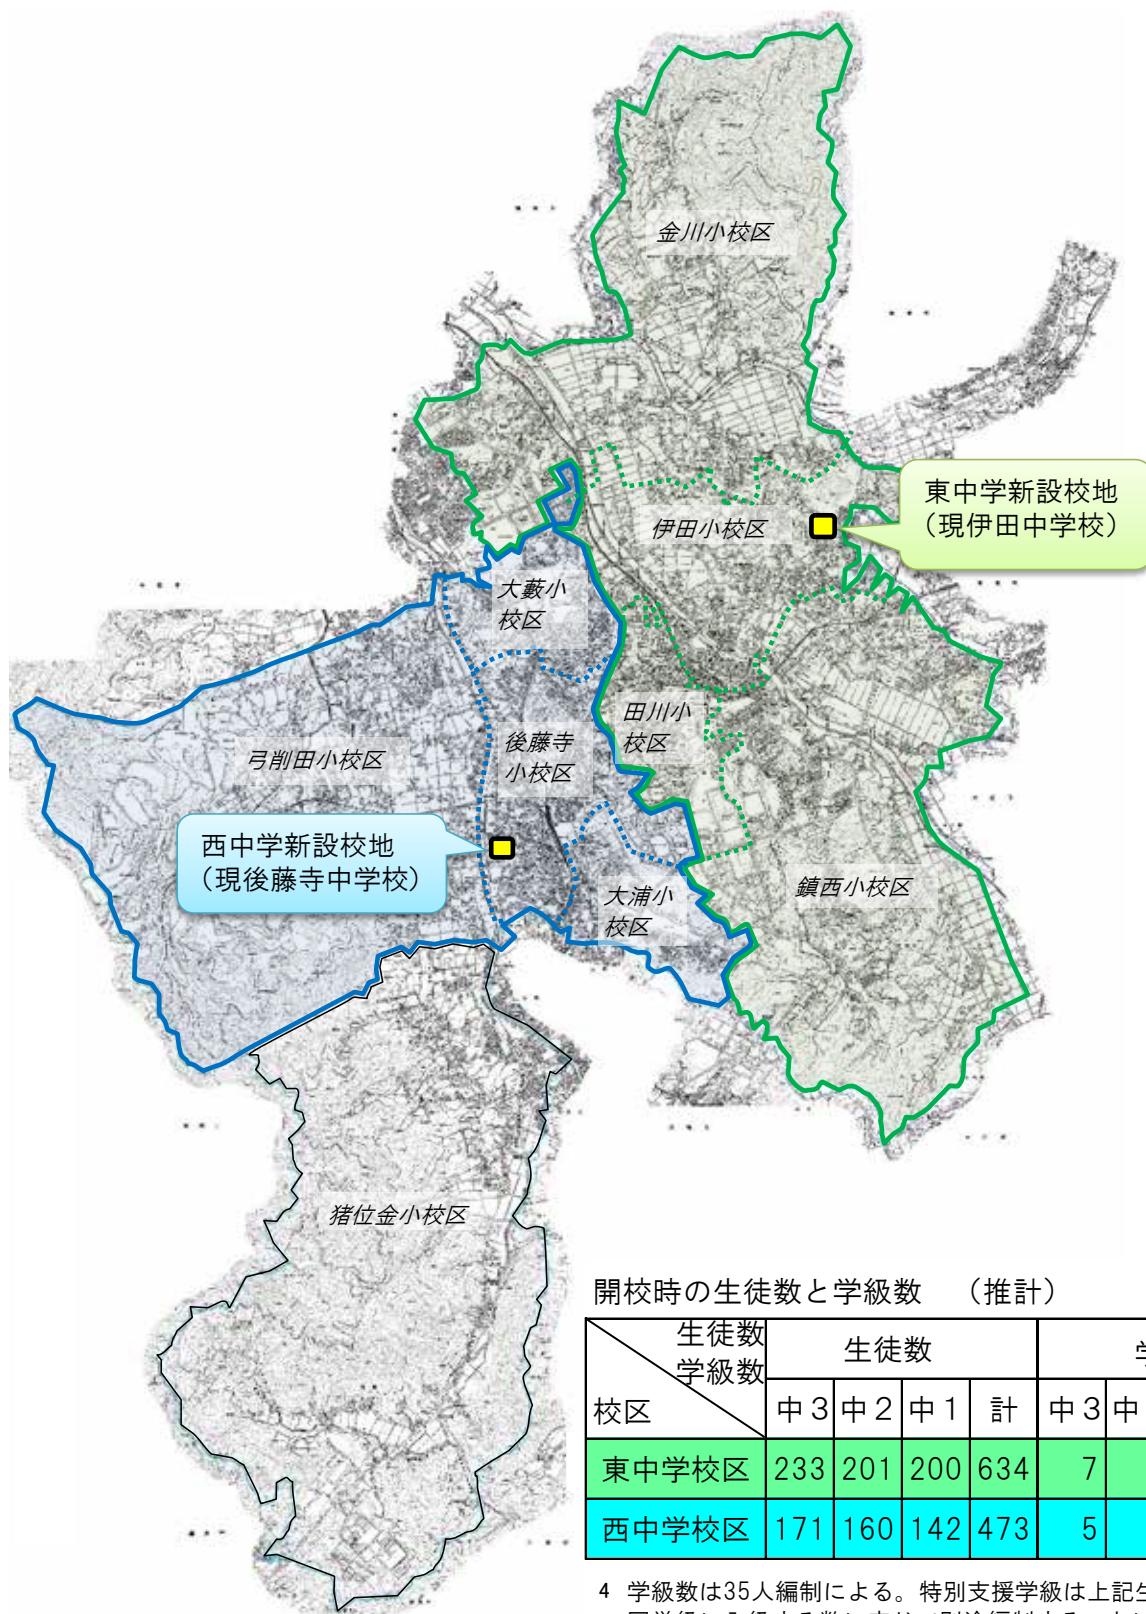 金川小校区
東中学新設校地
（現伊田中学校）
伊田小校区
大藪小
校区
田川小
校区
後藤寺
小校区
弓削田小校区
西中学新設校地
（現後藤寺中学校）
大浦小
校区
鎮西小校区
猪位金小校区
開校時の生徒数と学級数　（推計）
生徒数
学級数
校区
生徒数
中３ 中２ 中１ 計 中３ 中
東中学校区 233 201 200 634 7
西中学校区 171 160 142 473 5
4 学級数は35人編制による。特別支援学級は上記